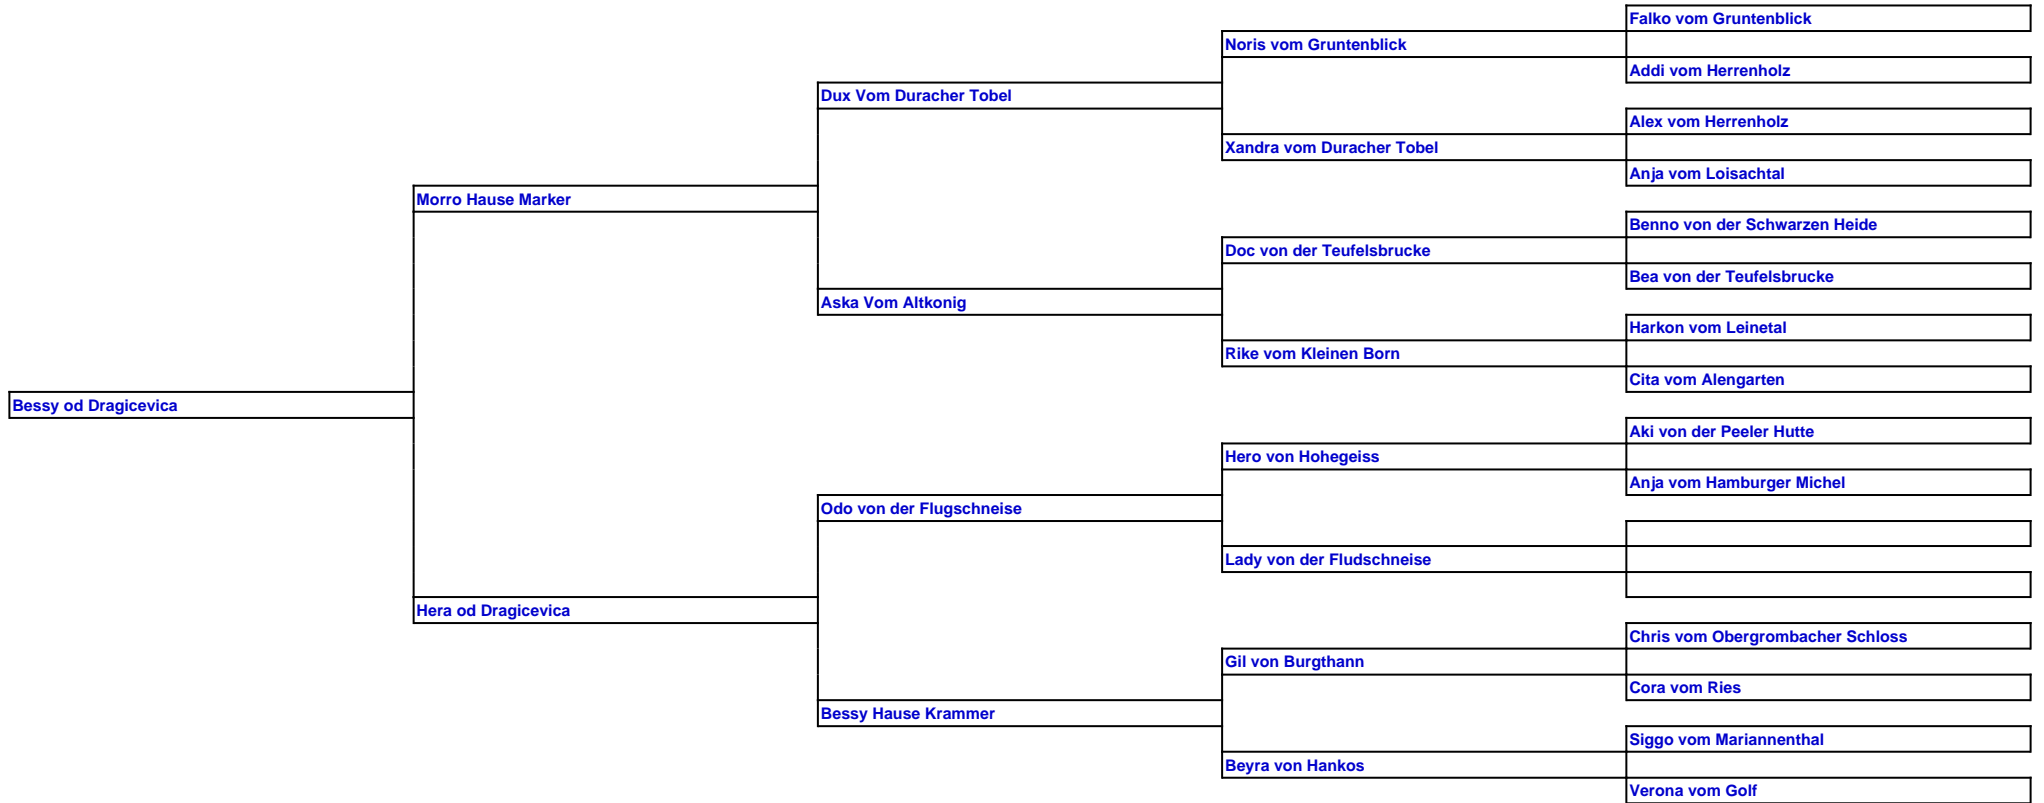 Falko vom Gruntenblick
Noris vom Gruntenblick
Addi vom Herrenholz
Dux Vom Duracher Tobel
Alex vom Herrenholz
Xandra vom Duracher Tobel
Anja vom Loisachtal
Morro Hause Marker
Benno von der Schwarzen Heide
Doc von der Teufelsbrucke
Bea von der Teufelsbrucke
Aska Vom Altkonig
Harkon vom Leinetal
Rike vom Kleinen Born
Cita vom Alengarten
Bessy od Dragicevica
Aki von der Peeler Hutte
Hero von Hohegeiss
Anja vom Hamburger Michel
Odo von der Flugschneise
Lady von der Fludschneise
Hera od Dragicevica
Chris vom Obergrombacher Schloss
Gil von Burgthann
Cora vom Ries
Bessy Hause Krammer
Siggo vom Mariannenthal
Beyra von Hankos
Verona vom Golf